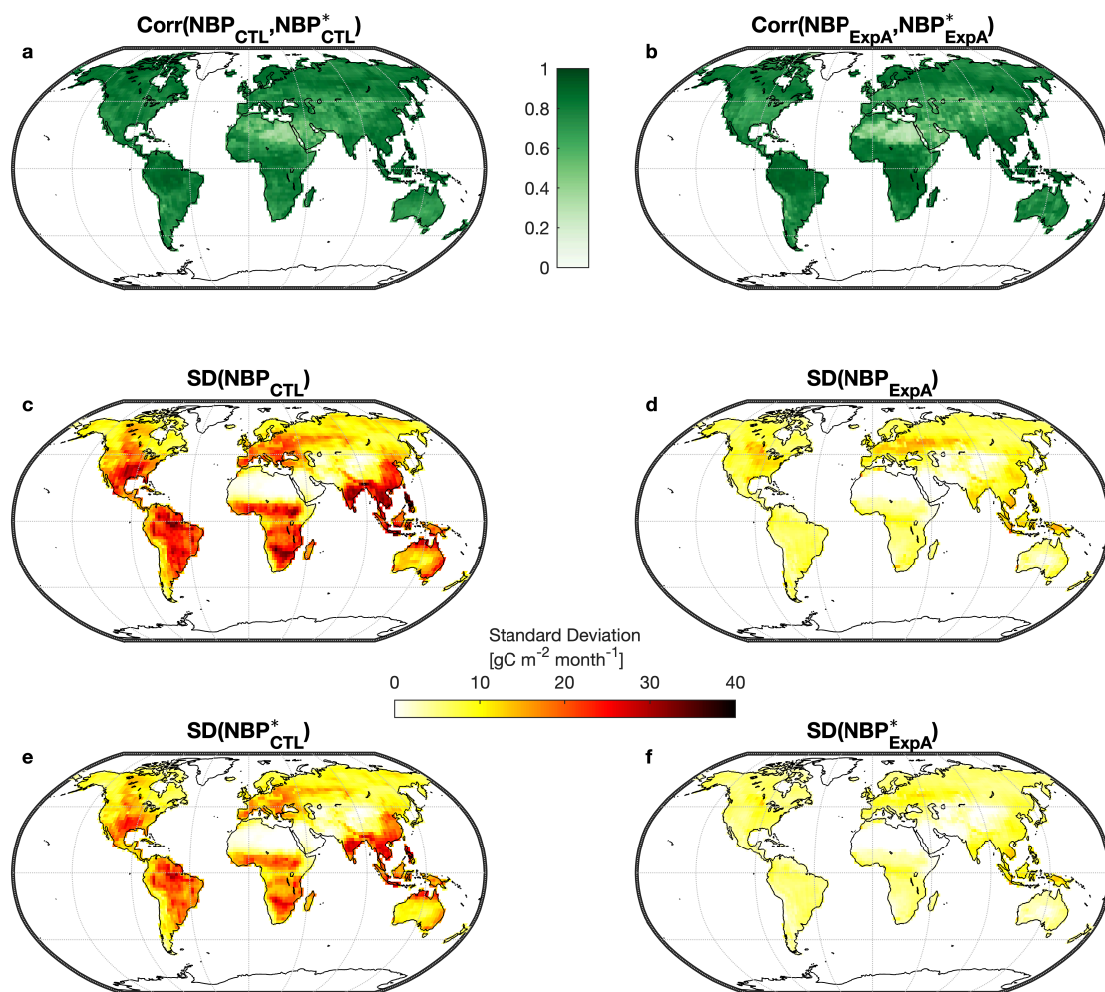 Corr(NBP_CTL,NBP*_CTL)
Corr(NBP_ExpA,NBP*_ExpA)
a
b
1
0.8
0.6
0.4
0.2
0
SD(NBP_CTL)
SD(NBP_ExpA)
c
d
Standard Deviation
[gC m⁻² month⁻¹]
0 10 20 30 40
SD(NBP*_CTL)
SD(NBP*_ExpA)
e
f